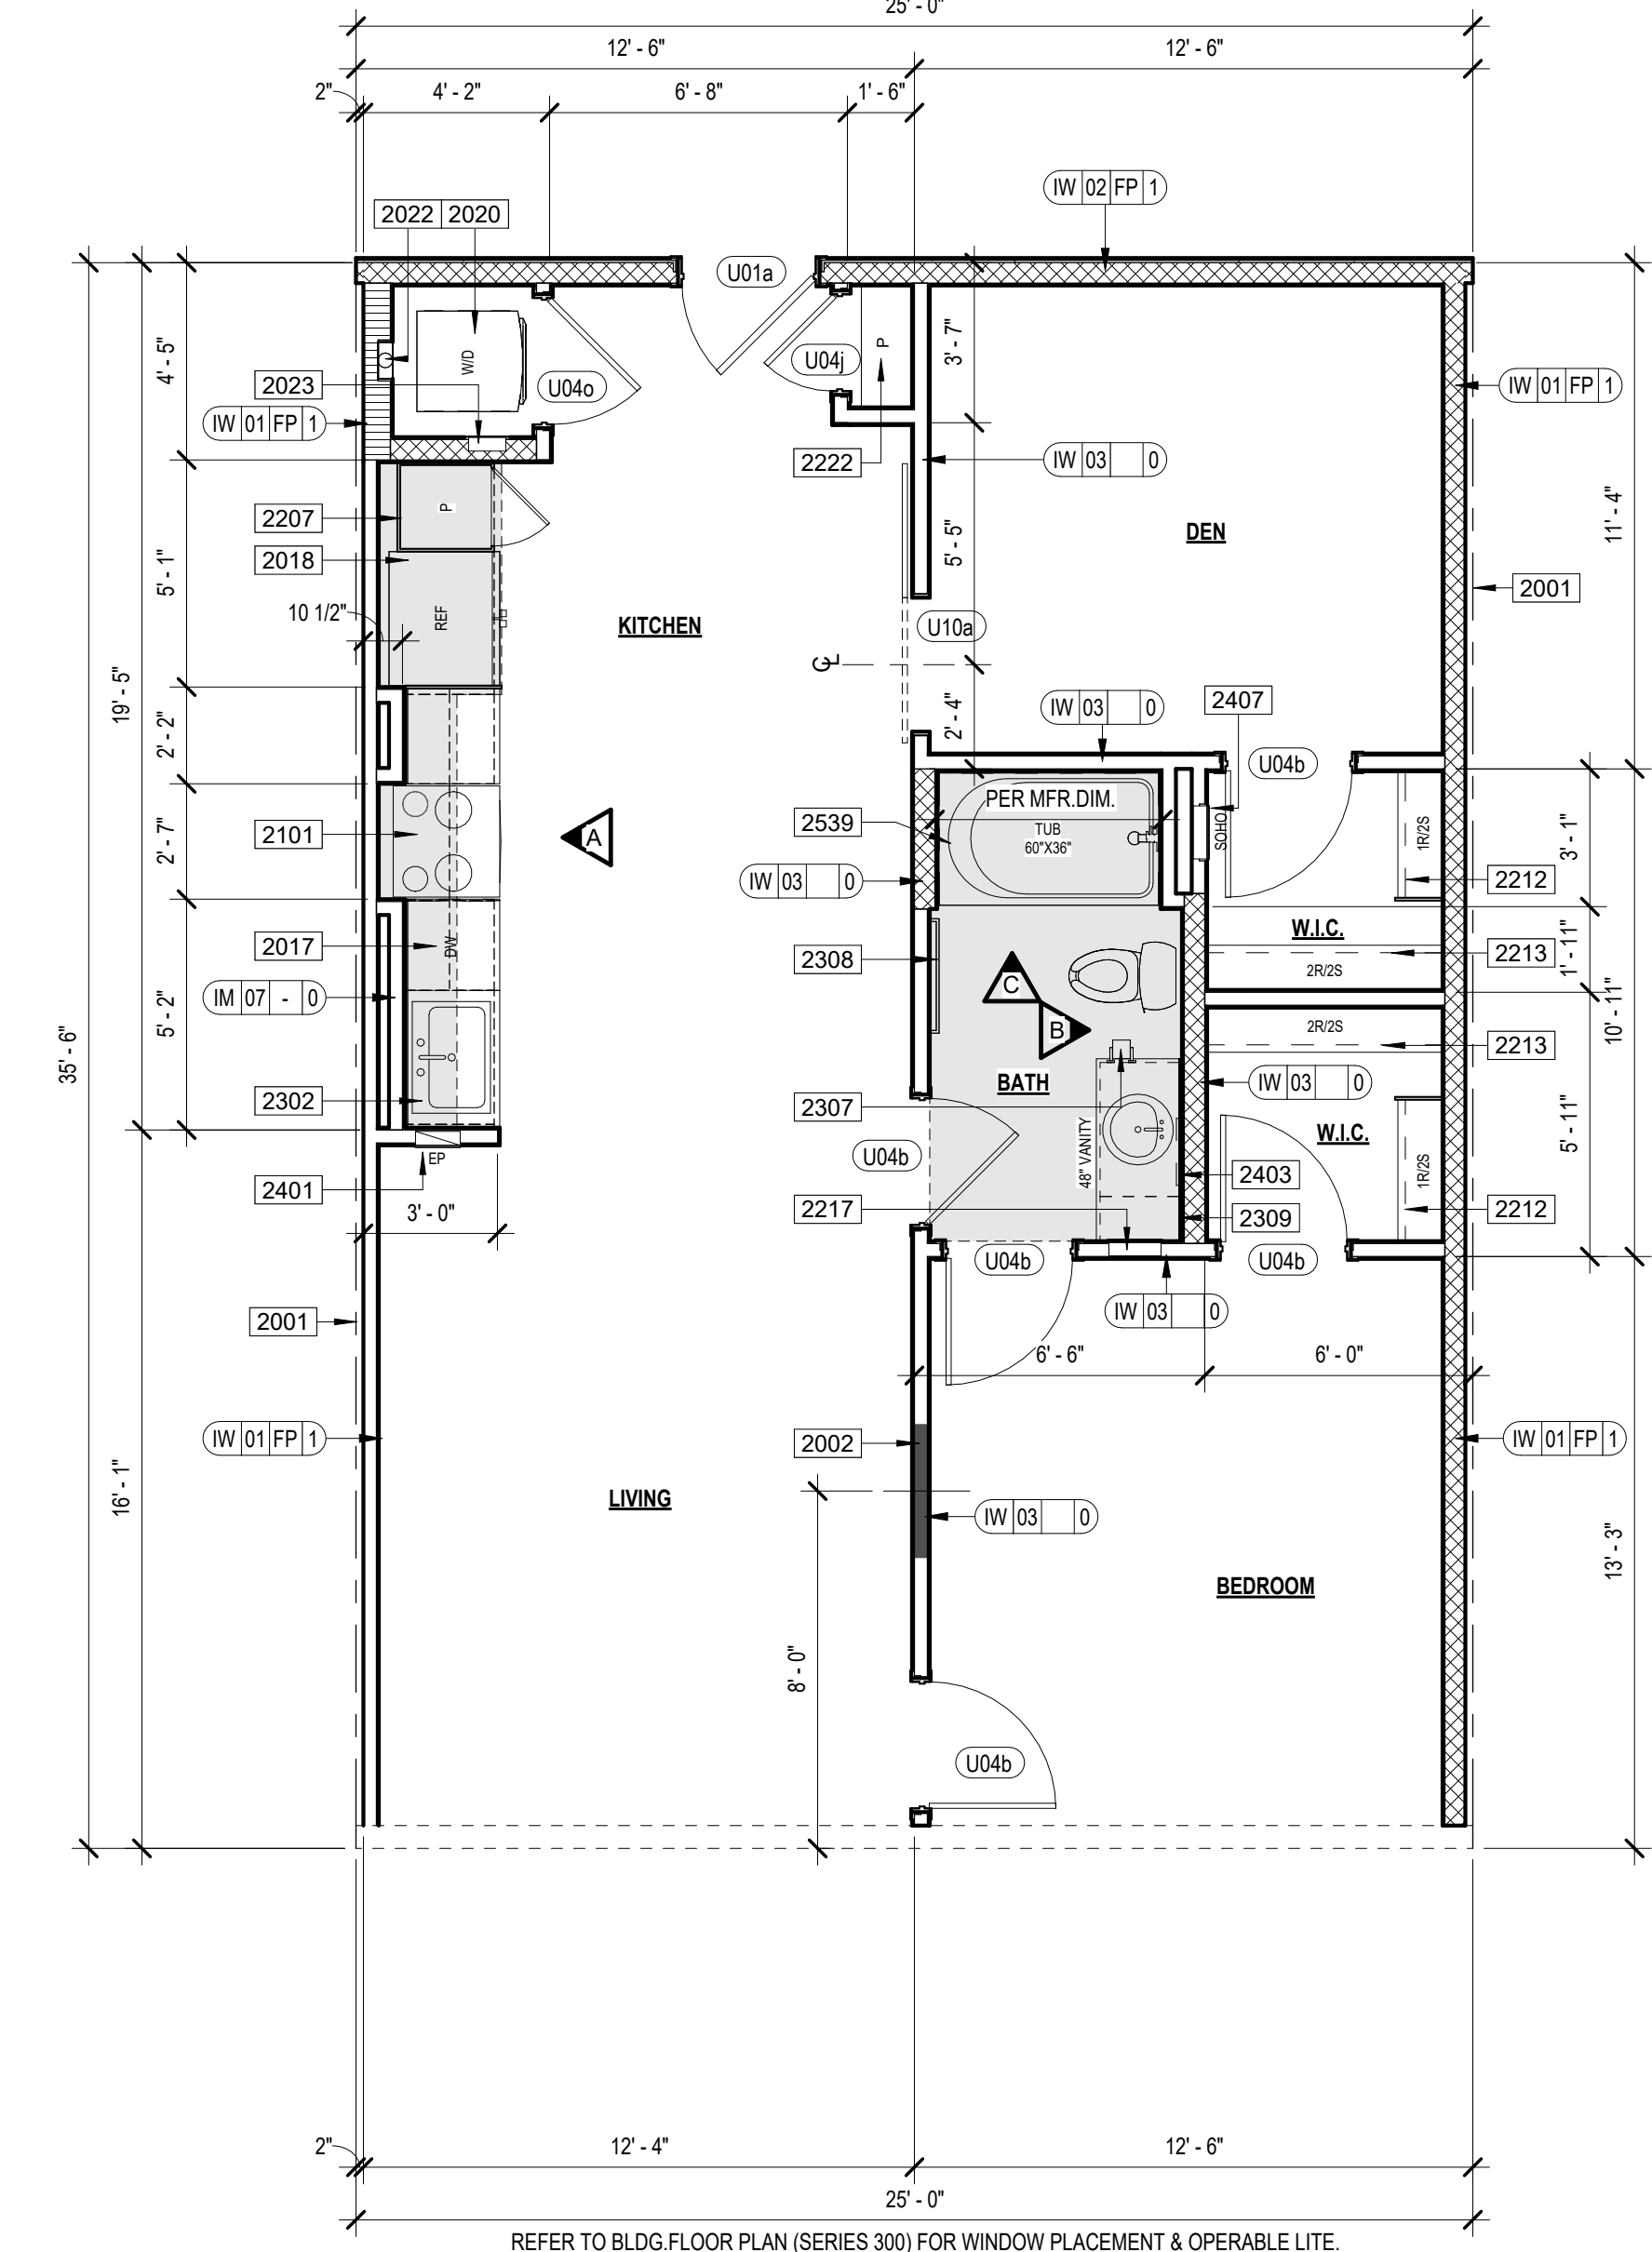 25' - 0"
12' - 6" 12' - 6"
2" 4' - 2" 6' - 8" 1' - 6"
IW 02 FP 1
2022 2020
U01a
4' - 5"
W/D
U04o
U04j
P
3' - 7"
2023
IW 01 FP 1
IW 01 FP 1
2222
IW 03 0
11' - 4"
2207
P
2018
5' - 1"
DEN
5' - 5"
2001
10 1/2"
REF
KITCHEN
U10a
CL
19' - 5"
2' - 2"
2' - 4"
IW 03 0
2407
U04b
PER MFR.DIM.
TUB
60"X36"
SOHO
1R/2S
3' - 1"
2101
2' - 7"
A
2539
IW 03 0
2212
W.I.C.
2017
DW
2308
2213
2R/2S
1' - 11"
IM 07 - 0
5' - 2"
C
B
35' - 6"
2R/2S
2213
10' - 11"
BATH
IW 03 0
2302
2307
W.I.C.
5' - 11"
EP
U04b
48" VANITY
1R/2S
2401
2403
3' - 0"
2217
2309
2212
U04b
U04b
2001
IW 03 0
6' - 6" 6' - 0"
IW 01 FP 1
2002
IW 01 FP 1
16' - 1"
LIVING
IW 03 0
13' - 3"
BEDROOM
8' - 0"
U04b
2" 12' - 4" 12' - 6"
25' - 0"
REFER TO BLDG.FLOOR PLAN (SERIES 300) FOR WINDOW PLACEMENT & OPERABLE LITE.